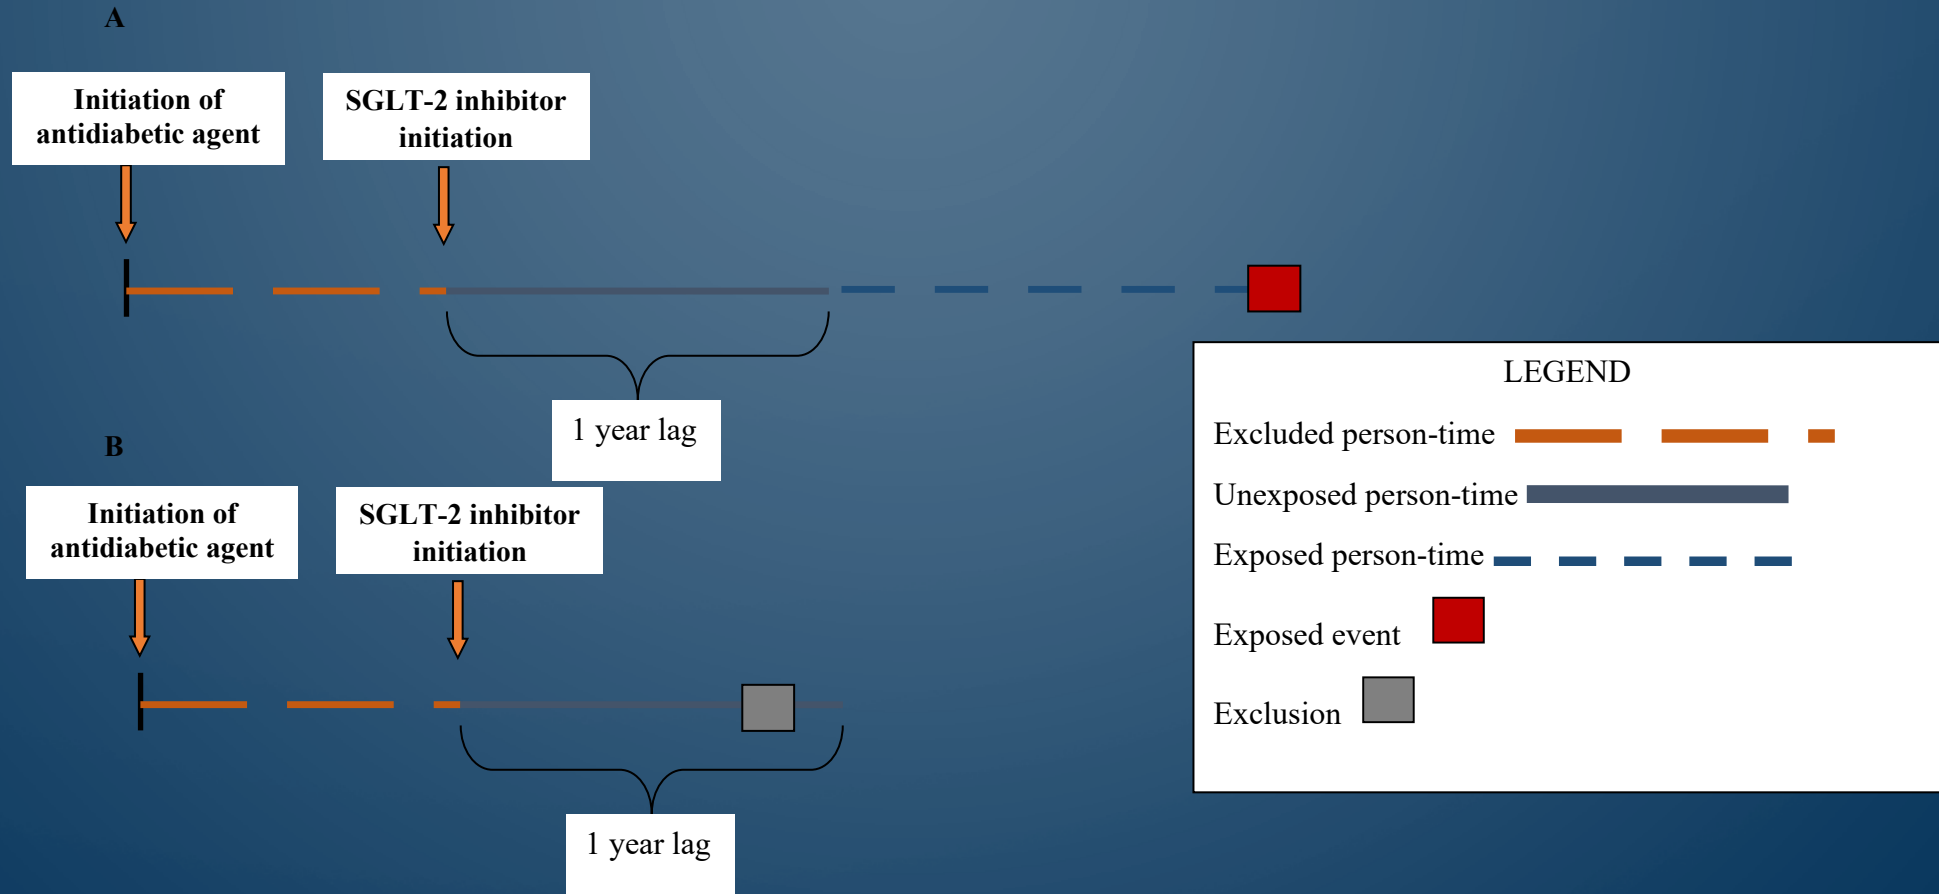 A
Initiation of
antidiabetic agent
SGLT-2 inhibitor
initiation
1 year lag
B
Initiation of
antidiabetic agent
SGLT-2 inhibitor
initiation
1 year lag
LEGEND
Excluded person-time
Unexposed person-time
Exposed person-time
Exposed event
Exclusion